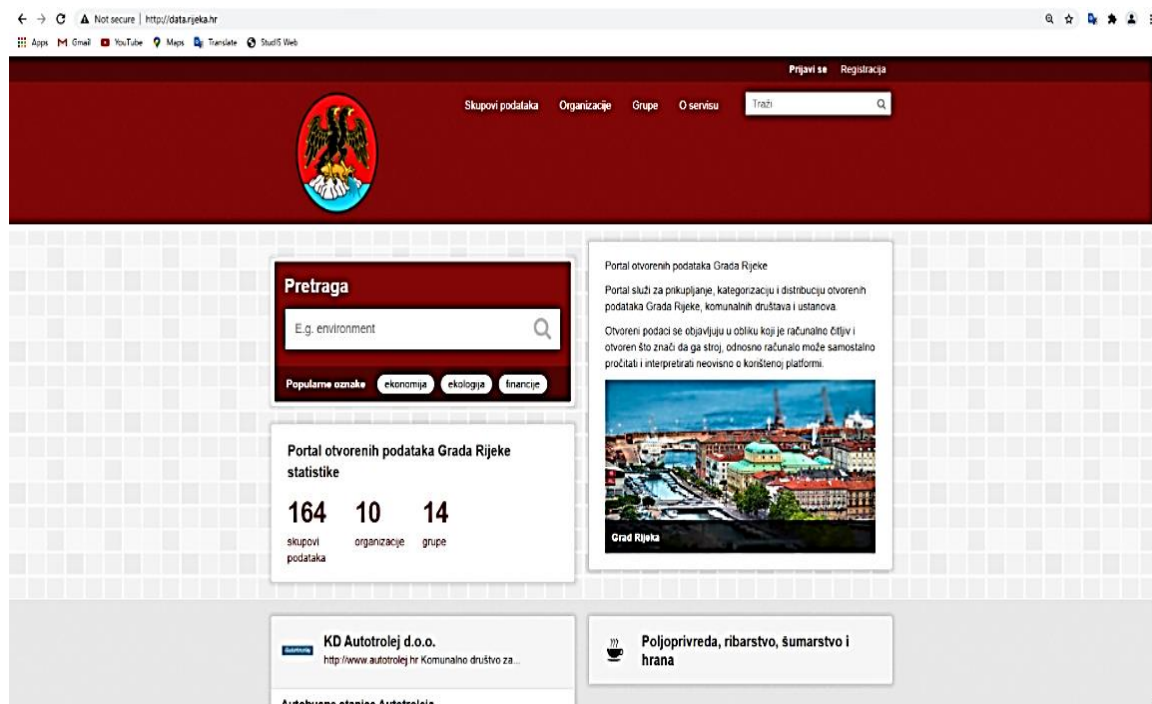 Not secure | http://data.rijeka.hr
Apps Gmail YouTube Maps Translate StudiS Web
Prijavi se Registracija
Skupovi podataka Organizacije Grupe O servisu Traži
Pretraga
E.g. environment
Popularne oznake ekonomija ekologija financije
Portal otvorenih podataka Grada Rijeke
statistike
164 10 14
skupovi
podataka
organizacije grupe
Portal otvorenih podataka Grada Rijeke
Portal služi za prikupljanje, kategorizaciju i distribuciju otvorenih
podataka Grada Rijeke, komunalnih društava i ustanova.
Otvoreni podaci se objavljuju u obliku koji je računalno čitljiv i
otvoren što znači da ga stroj, odnosno računalo može samostalno
pročitati i interpretirati neovisno o korištenoj platformi.
Grad Rijeka
KD Autotrolej d.o.o.
http://www.autotrolej.hr Komunalno društvo za...
Autobusne stanice Autotroleja
Poljoprivreda, ribarstvo, šumarstvo i
hrana